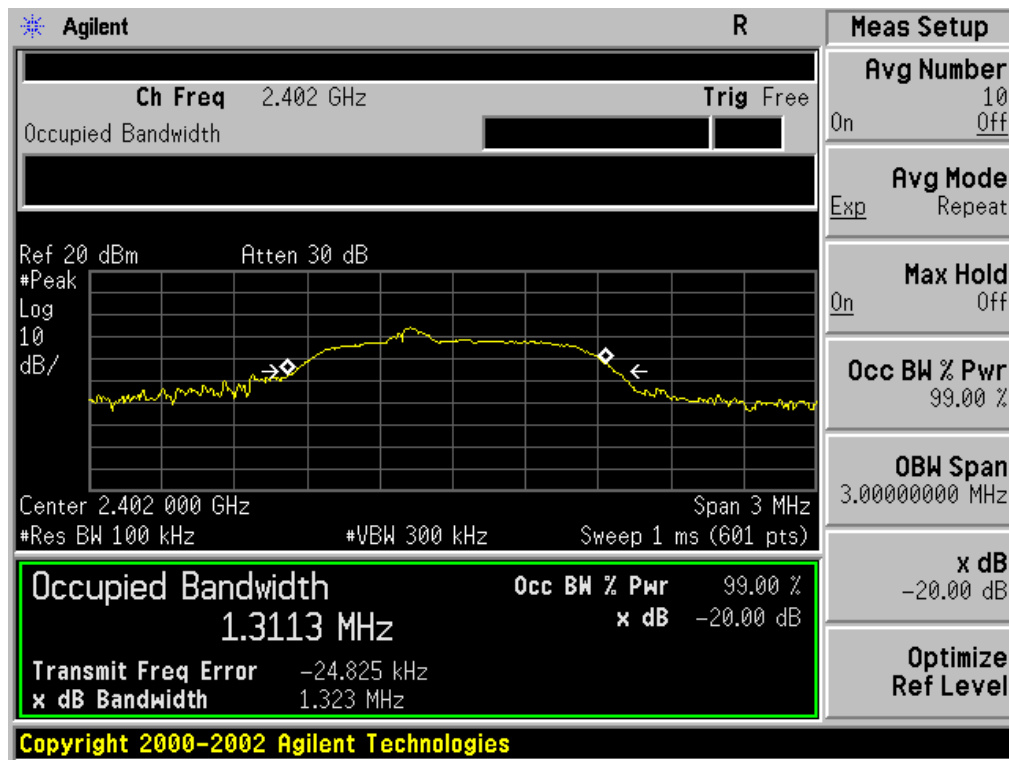 Agilent R Meas Setup
Ch Freq 2.402 GHz Trig Free
Occupied Bandwidth
Ref 20 dBm Atten 30 dB
#Peak
Log
10
dB/
Center 2.402 000 GHz Span 3 MHz
#Res BW 100 kHz #VBW 300 kHz Sweep 1 ms (601 pts)
Occupied Bandwidth Occ BW % Pwr 99.00 %
1.3113 MHz x dB -20.00 dB
Transmit Freq Error -24.825 kHz
x dB Bandwidth 1.323 MHz
Copyright 2000-2002 Agilent Technologies
Avg Number
10
On Off
Avg Mode
Exp Repeat
Max Hold
On Off
Occ BW % Pwr
99.00 %
OBW Span
3.00000000 MHz
x dB
-20.00 dB
Optimize
Ref Level